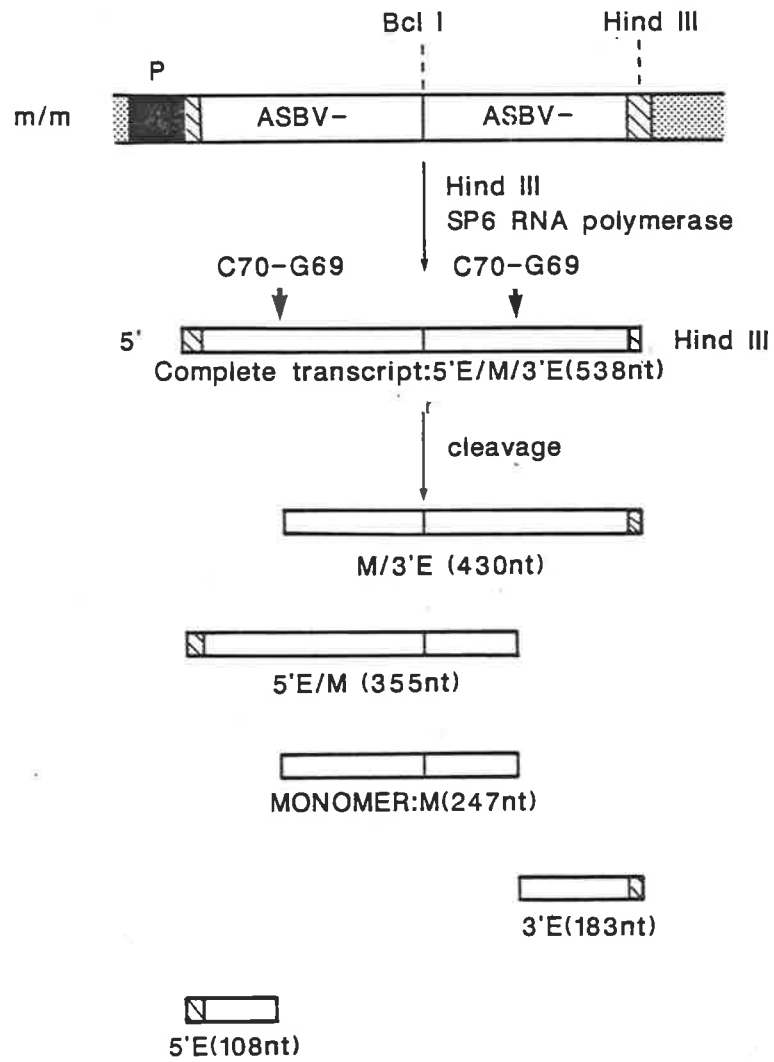 Bcl I
Hind III
P
m/m
ASBV-
ASBV-
Hind III
SP6 RNA polymerase
C70-G69
C70-G69
5'
Hind III
Complete transcript:5'E/M/3'E(538nt)
cleavage
M/3'E (430nt)
5'E/M (355nt)
MONOMER:M(247nt)
3'E(183nt)
5'E(108nt)